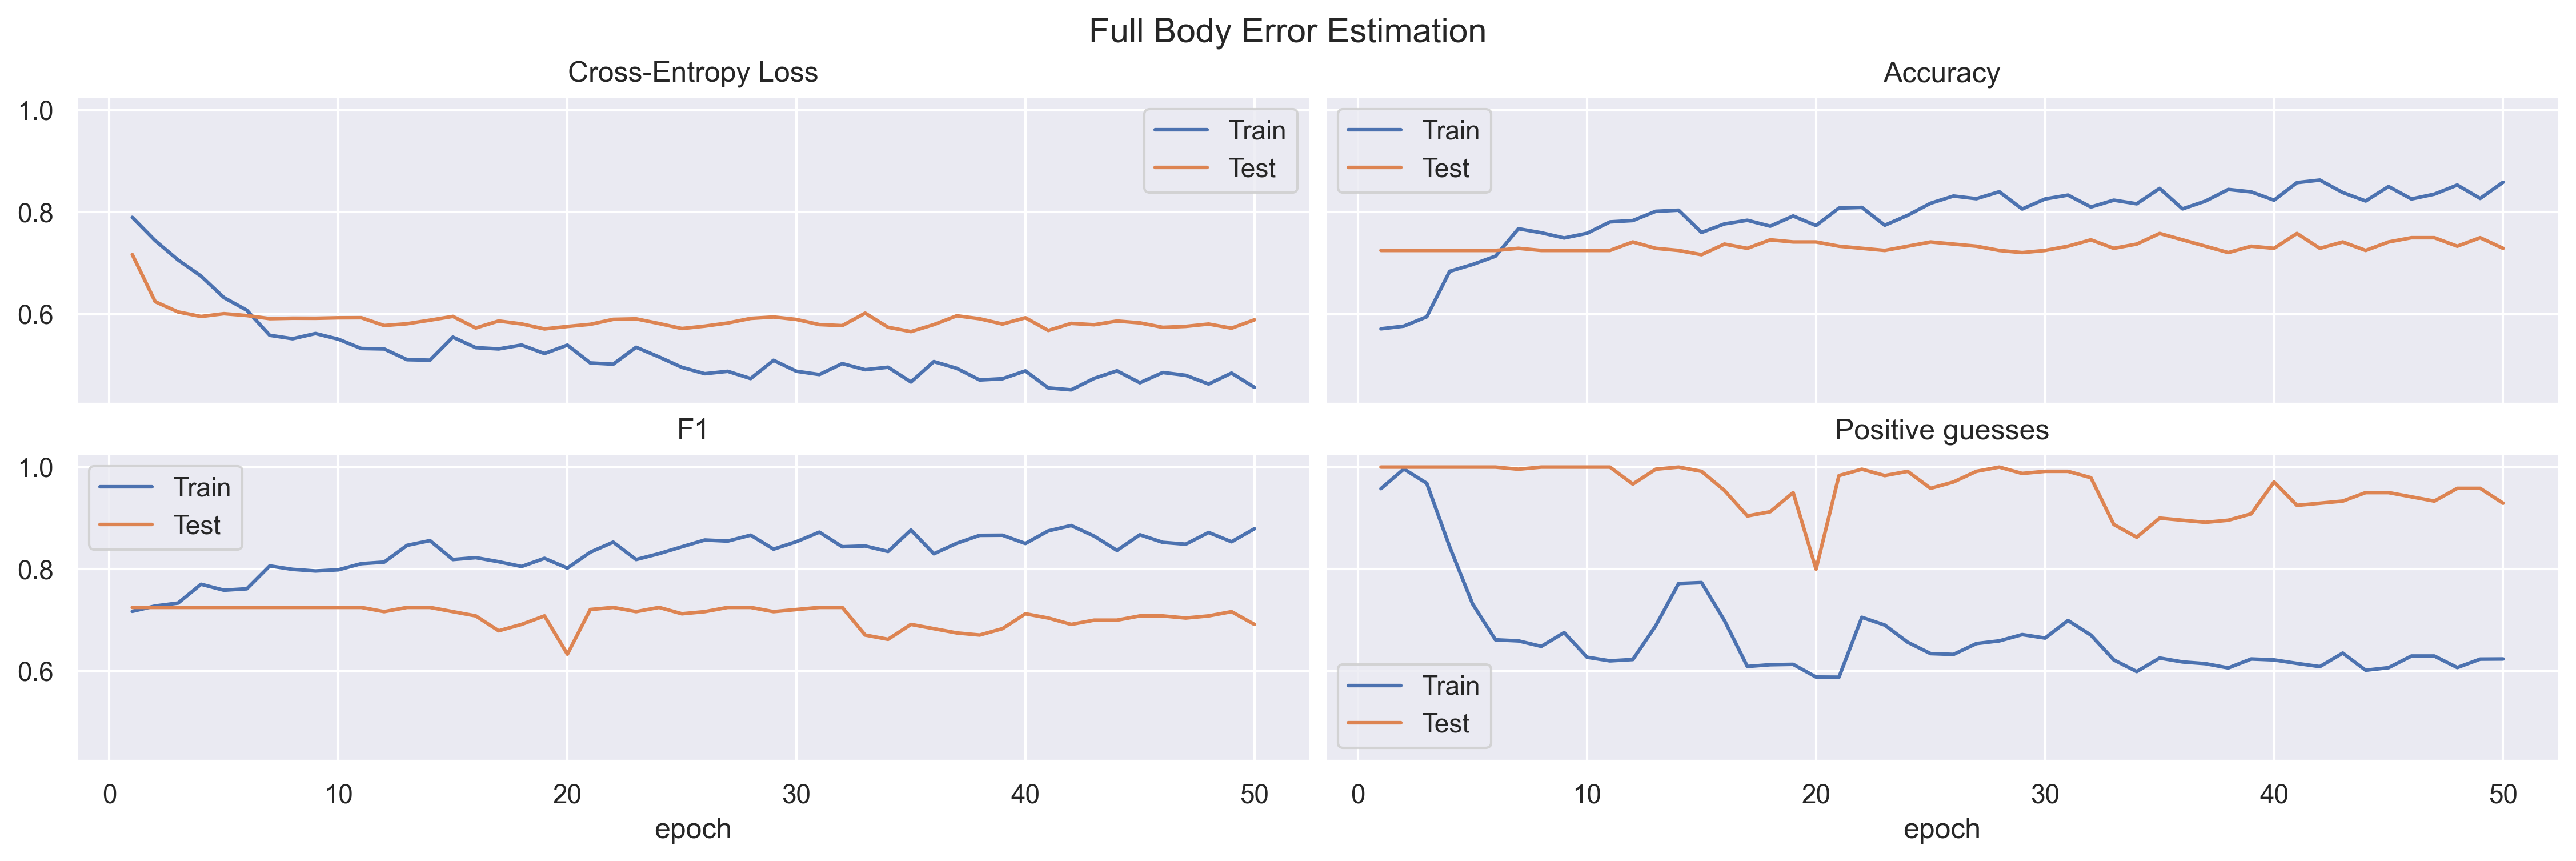 Full Body Error Estimation
Cross-Entropy Loss
1.0
0.8
0.6
Train
Test
Accuracy
Train
Test
F1
1.0
0.8
0.6
Train
Test
0 10 20 30 40 50
epoch
Positive guesses
Train
Test
0 10 20 30 40 50
epoch